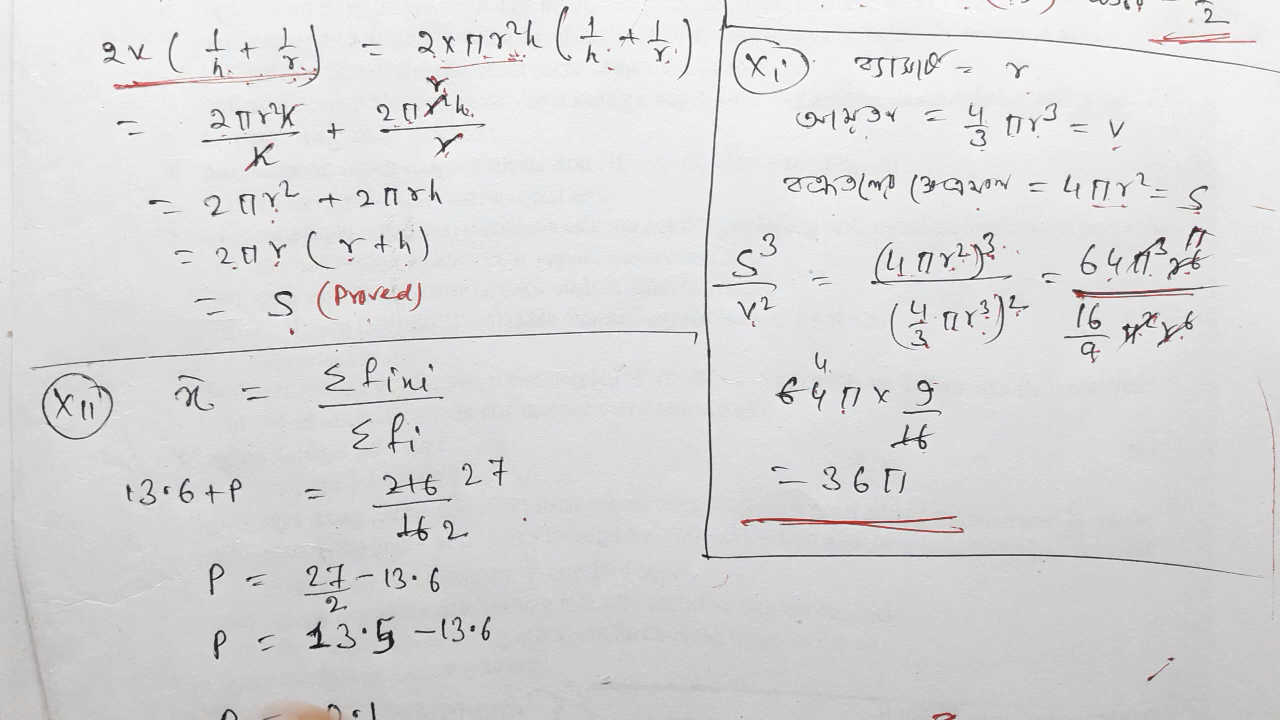 2v ( 1/h + 1/r ) = 2×πr²h ( 1/h + 1/r )
= 2πr²h/h + 2πr²h/r
= 2πr² + 2πrh
= 2πr ( r + h )
= S (Proved)
(xii) x̄ = Σfixi / Σfi
13.6+P = 216/16 27/2
P = 27/2 - 13.6
P = 13.5 - 13.6
2
(xi) ব্যাসার্ধ = r
আয়তন = 4/3 πr³ = V
বক্রতলের ক্ষেত্রফল = 4πr² = S
S³/V² = (4πr²)³ / (4/3 πr³)² = 64π³r⁶ / 16/9 π²r⁶
64π × 9/16
= 36π